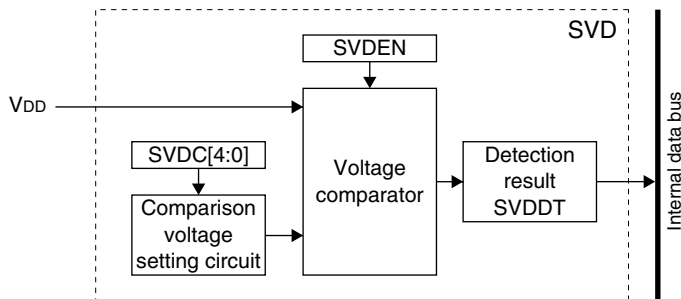 SVD
SVDEN
VDD
SVDC[4:0]
Comparison
voltage
setting circuit
Voltage
comparator
Detection
result
SVDDT
Internal data bus